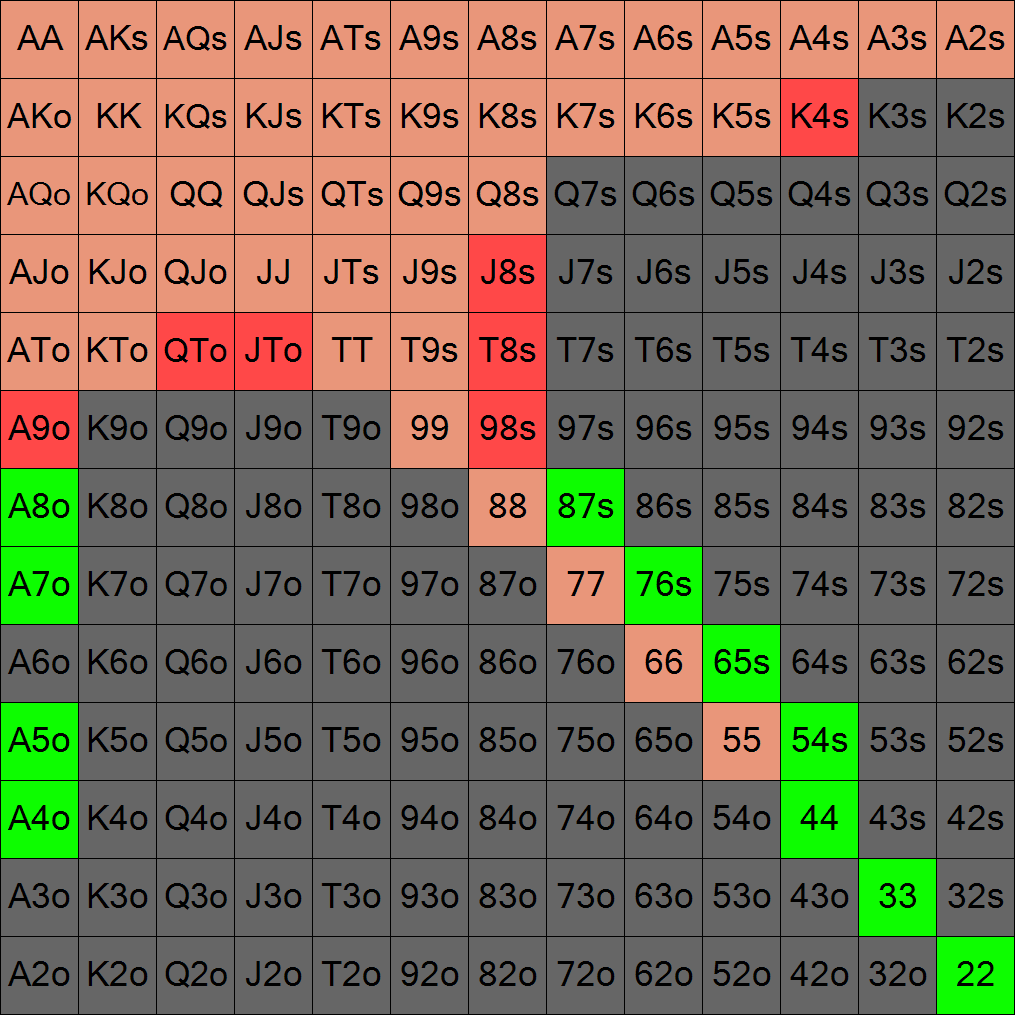 AA AKs AQs AJs ATs A9s A8s A7s A6s A5s A4s A3s A2s
AKo KK KQs KJs KTs K9s K8s K7s K6s K5s K4s K3s K2s
AQo KQo QQ QJs QTs Q9s Q8s Q7s Q6s Q5s Q4s Q3s Q2s
AJo KJo QJo JJ JTs J9s J8s J7s J6s J5s J4s J3s J2s
ATo KTo QTo JTo TT T9s T8s T7s T6s T5s T4s T3s T2s
A9o K9o Q9o J9o T9o 99 98s 97s 96s 95s 94s 93s 92s
A8o K8o Q8o J8o T8o 98o 88 87s 86s 85s 84s 83s 82s
A7o K7o Q7o J7o T7o 97o 87o 77 76s 75s 74s 73s 72s
A6o K6o Q6o J6o T6o 96o 86o 76o 66 65s 64s 63s 62s
A5o K5o Q5o J5o T5o 95o 85o 75o 65o 55 54s 53s 52s
A4o K4o Q4o J4o T4o 94o 84o 74o 64o 54o 44 43s 42s
A3o K3o Q3o J3o T3o 93o 83o 73o 63o 53o 43o 33 32s
A2o K2o Q2o J2o T2o 92o 82o 72o 62o 52o 42o 32o 22